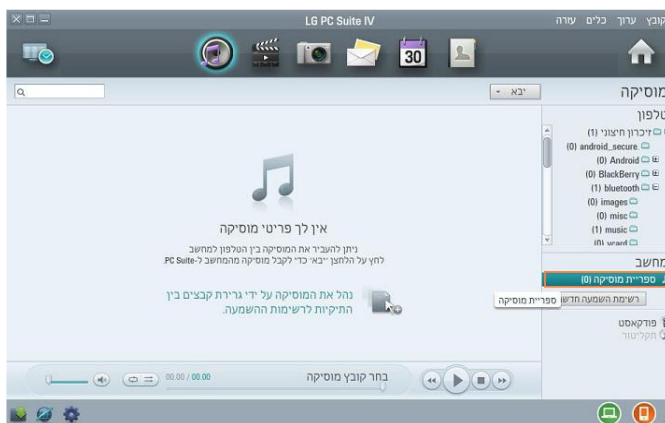 LG PC Suite IV
קובץ ערוך כלים עזרה
30
מוסיקה
יבא
טלפון
זיכרון חיצוני (1)
android_secure (0)
Android (0)
BlackBerry (0)
bluetooth (1)
images (0)
misc (0)
music (1)
vcard (0)
אין לך פריטי מוסיקה
ניתן להעביר את המוסיקה בין הטלפון למחשב
לחץ על הלחצן "יבא" כדי לקבל מוסיקה מהמחשב ל-PC Suite.
נהל את המוסיקה על ידי גרירת קבצים בין
התיקיות לרשימות ההשמעה.
מחשב
ספריית מוסיקה (0)
רשימת השמעה חדשה
ספריית מוסיקה
פודקאסט
תקליטור
בחר קובץ מוסיקה
00:00 / 00:00